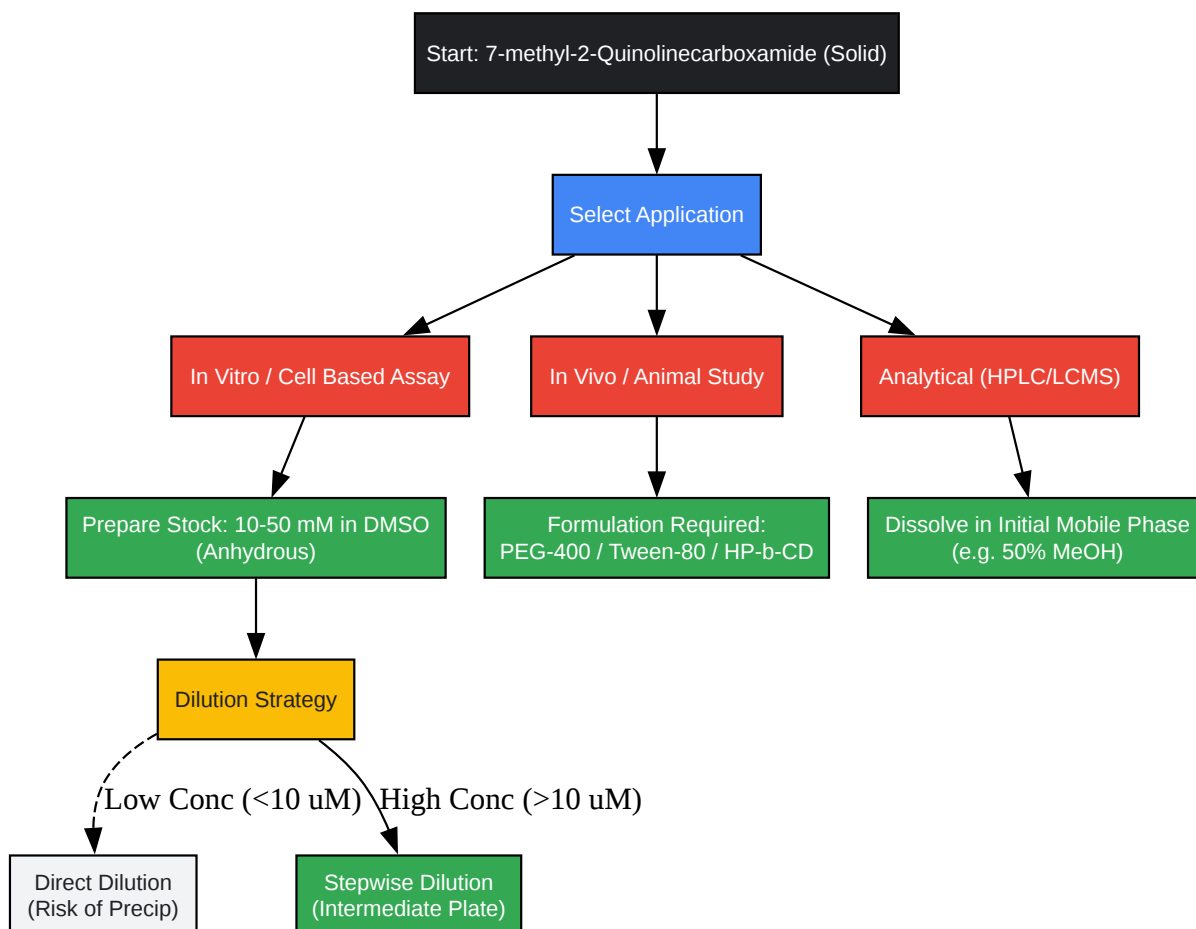 Start: 7-methyl-2-Quinolinecarboxamide (Solid)
Select Application
In Vitro / Cell Based Assay
In Vivo / Animal Study
Analytical (HPLC/LCMS)
Prepare Stock: 10-50 mM in DMSO
(Anhydrous)
Formulation Required:
PEG-400 / Tween-80 / HP-b-CD
Dissolve in Initial Mobile Phase
(e.g. 50% MeOH)
Dilution Strategy
Low Conc (<10 uM)
High Conc (>10 uM)
Direct Dilution
(Risk of Precip)
Stepwise Dilution
(Intermediate Plate)